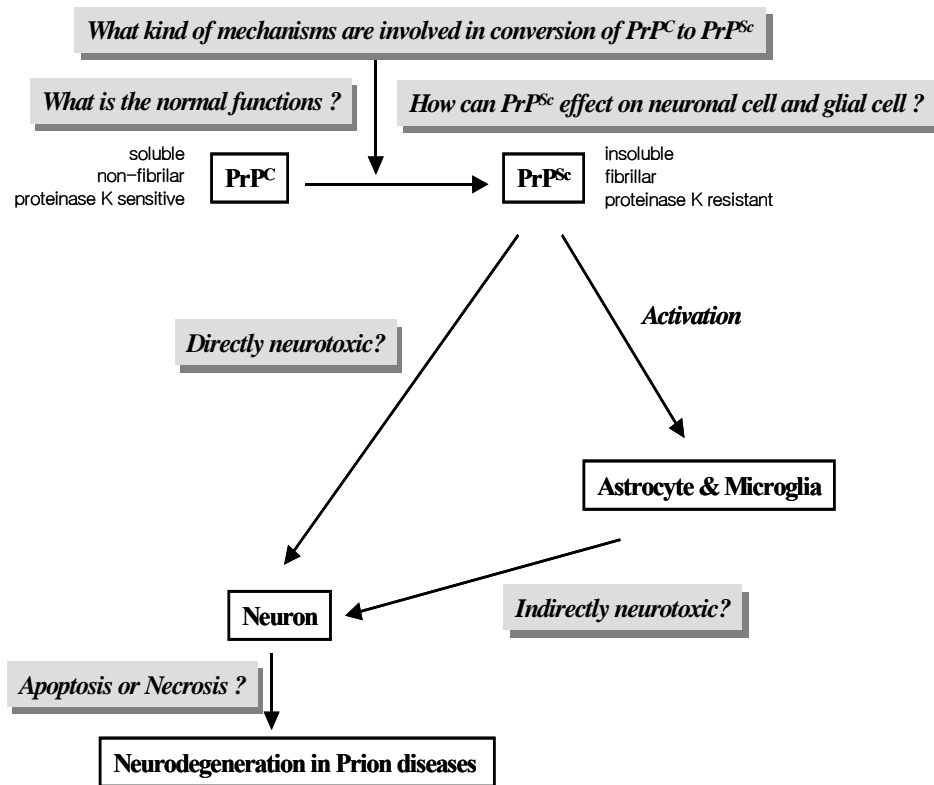 What kind of mechanisms are involved in conversion of PrPC to PrPSc
What is the normal functions ?
How can PrPSc effect on neuronal cell and glial cell ?
soluble
non-fibrilar
proteinase K sensitive
PrPC
PrPSc
insoluble
fibrillar
proteinase K resistant
Activation
Directly neurotoxic?
Astrocyte & Microglia
Neuron
Indirectly neurotoxic?
Apoptosis or Necrosis ?
Neurodegeneration in Prion diseases